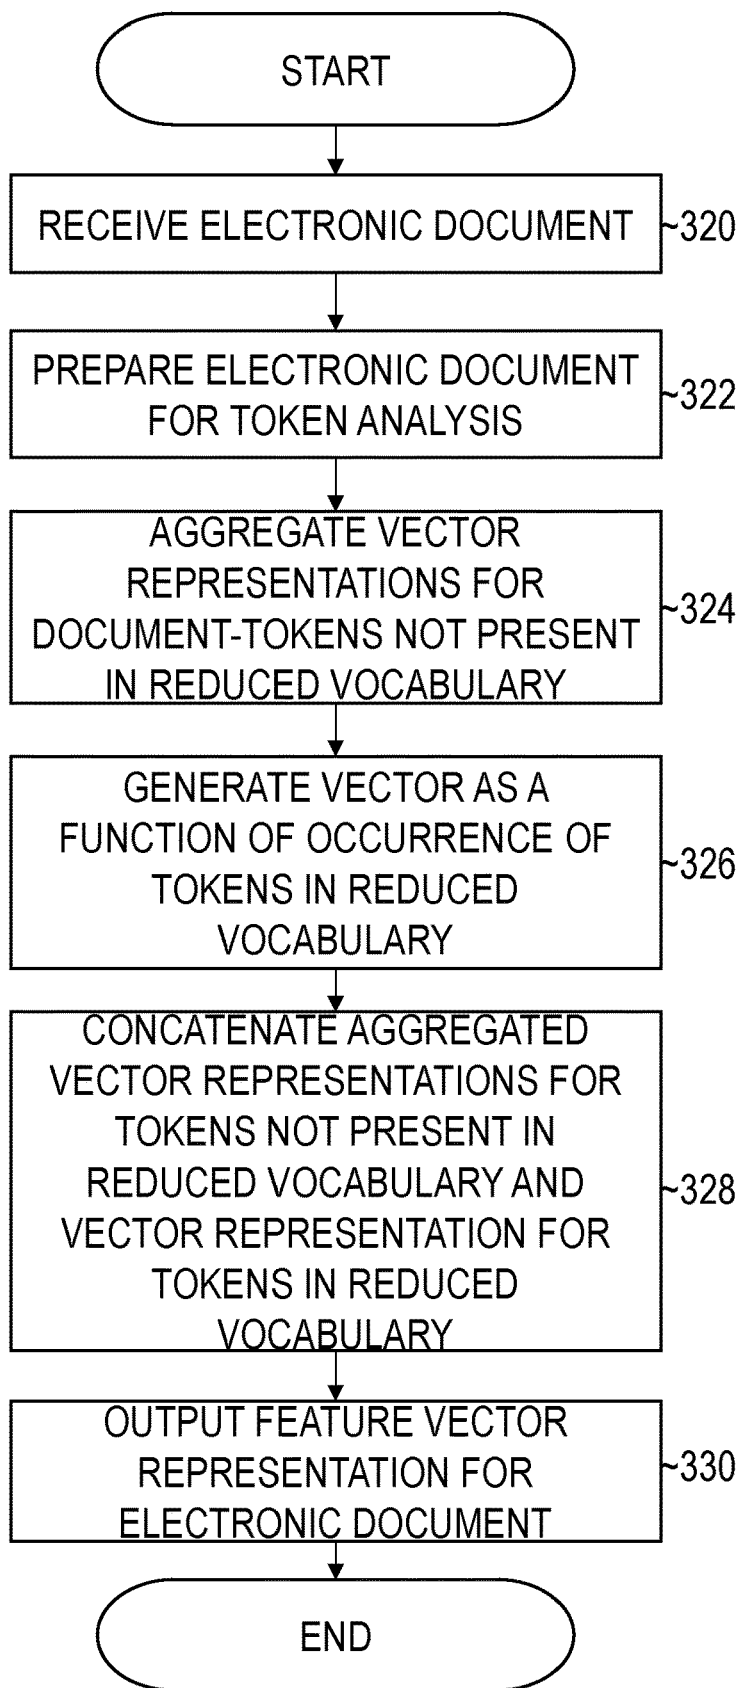 START
RECEIVE ELECTRONIC DOCUMENT
~320
PREPARE ELECTRONIC DOCUMENT
FOR TOKEN ANALYSIS
~322
AGGREGATE VECTOR
REPRESENTATIONS FOR
DOCUMENT-TOKENS NOT PRESENT
IN REDUCED VOCABULARY
~324
GENERATE VECTOR AS A
FUNCTION OF OCCURRENCE OF
TOKENS IN REDUCED
VOCABULARY
~326
CONCATENATE AGGREGATED
VECTOR REPRESENTATIONS FOR
TOKENS NOT PRESENT IN
REDUCED VOCABULARY AND
VECTOR REPRESENTATION FOR
TOKENS IN REDUCED
VOCABULARY
~328
OUTPUT FEATURE VECTOR
REPRESENTATION FOR
ELECTRONIC DOCUMENT
~330
END